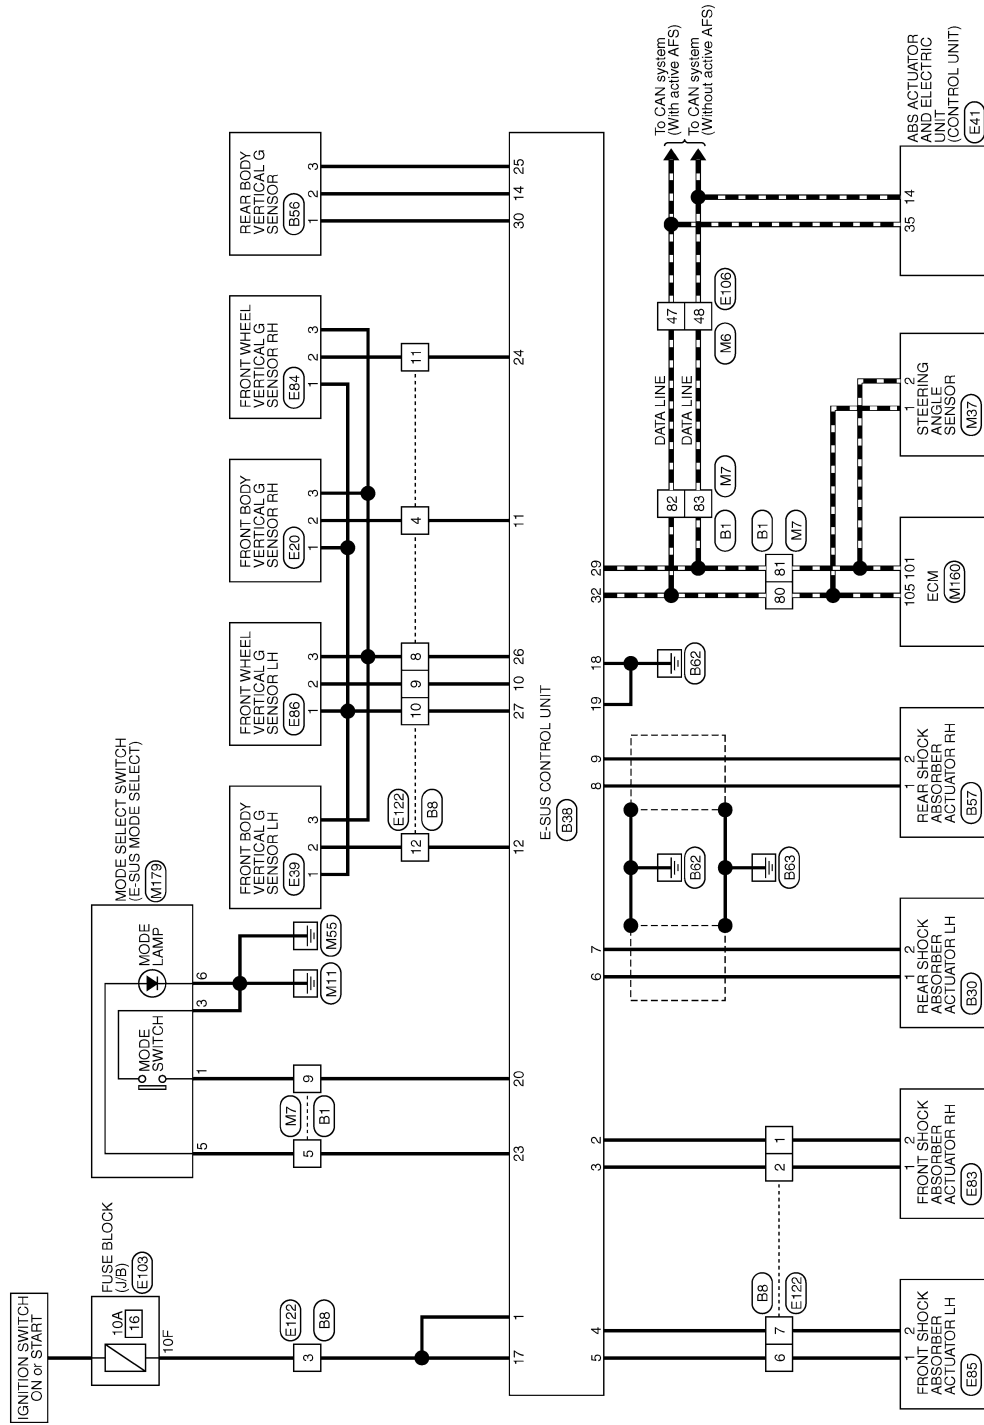 IGNITION SWITCH
ON or START
FUSE BLOCK
(J/B)
E103
10A
16
10F
E122
B8
3
17
1
MODE SELECT SWITCH
(E-SUS MODE SELECT)
M179
MODE
SWITCH
MODE
LAMP
5
1
3
6
M7
B1
5
9
23
20
M11
M55
FRONT BODY
VERTICAL G
SENSOR LH
E39
1
2
3
E122
B8
12
12
FRONT WHEEL
VERTICAL G
SENSOR LH
E86
1
2
3
10
9
8
27
10
26
FRONT BODY
VERTICAL G
SENSOR RH
E20
1
2
3
4
11
FRONT WHEEL
VERTICAL G
SENSOR RH
E84
1
2
3
11
24
REAR BODY
VERTICAL G
SENSOR
B56
1
2
3
30
14
25
E-SUS CONTROL UNIT
B38
5
4
3
2
6
7
8
9
19
18
32
29
B62
B62
B63
B8
E122
6
7
2
1
DATA LINE
DATA LINE
82
83
B1
M7
47
48
M6
E106
To CAN system
(With active AFS)
To CAN system
(Without active AFS)
B1
M7
80
81
1
2
FRONT SHOCK
ABSORBER
ACTUATOR LH
E85
1
2
FRONT SHOCK
ABSORBER
ACTUATOR RH
E83
1
2
REAR SHOCK
ABSORBER
ACTUATOR LH
B30
1
2
REAR SHOCK
ABSORBER
ACTUATOR RH
B57
105
101
ECM
M160
1
2
STEERING
ANGLE
SENSOR
M37
35
14
ABS ACTUATOR
AND ELECTRIC
UNIT
(CONTROL UNIT)
E41